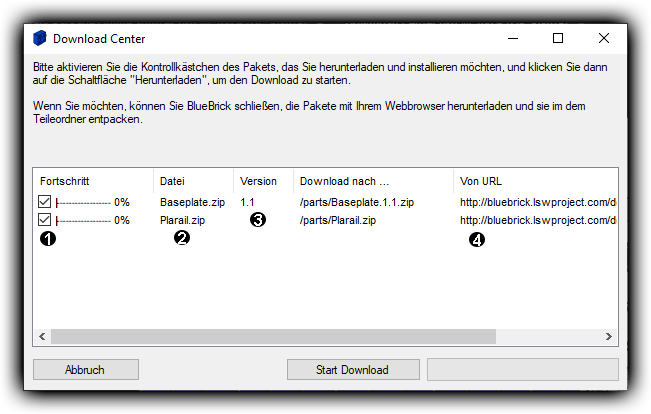 Download Center
Bitte aktivieren Sie die Kontrollkästchen des Pakets, das Sie herunterladen und installieren möchten, und klicken Sie dann
auf die Schaltfläche "Herunterladen", um den Download zu starten.
Wenn Sie möchten, können Sie BlueBrick schließen, die Pakete mit Ihrem Webbrowser herunterladen und sie im dem
Teileordner entpacken.
Fortschritt Datei Version Download nach ... Von URL
0% Baseplate.zip 1.1 /parts/Baseplate.1.1.zip http://bluebrick.lswproject.com/d
0% Plarail.zip /parts/Plarail.zip http://bluebrick.lswproject.com/d
1 2 3 4
Abbruch Start Download